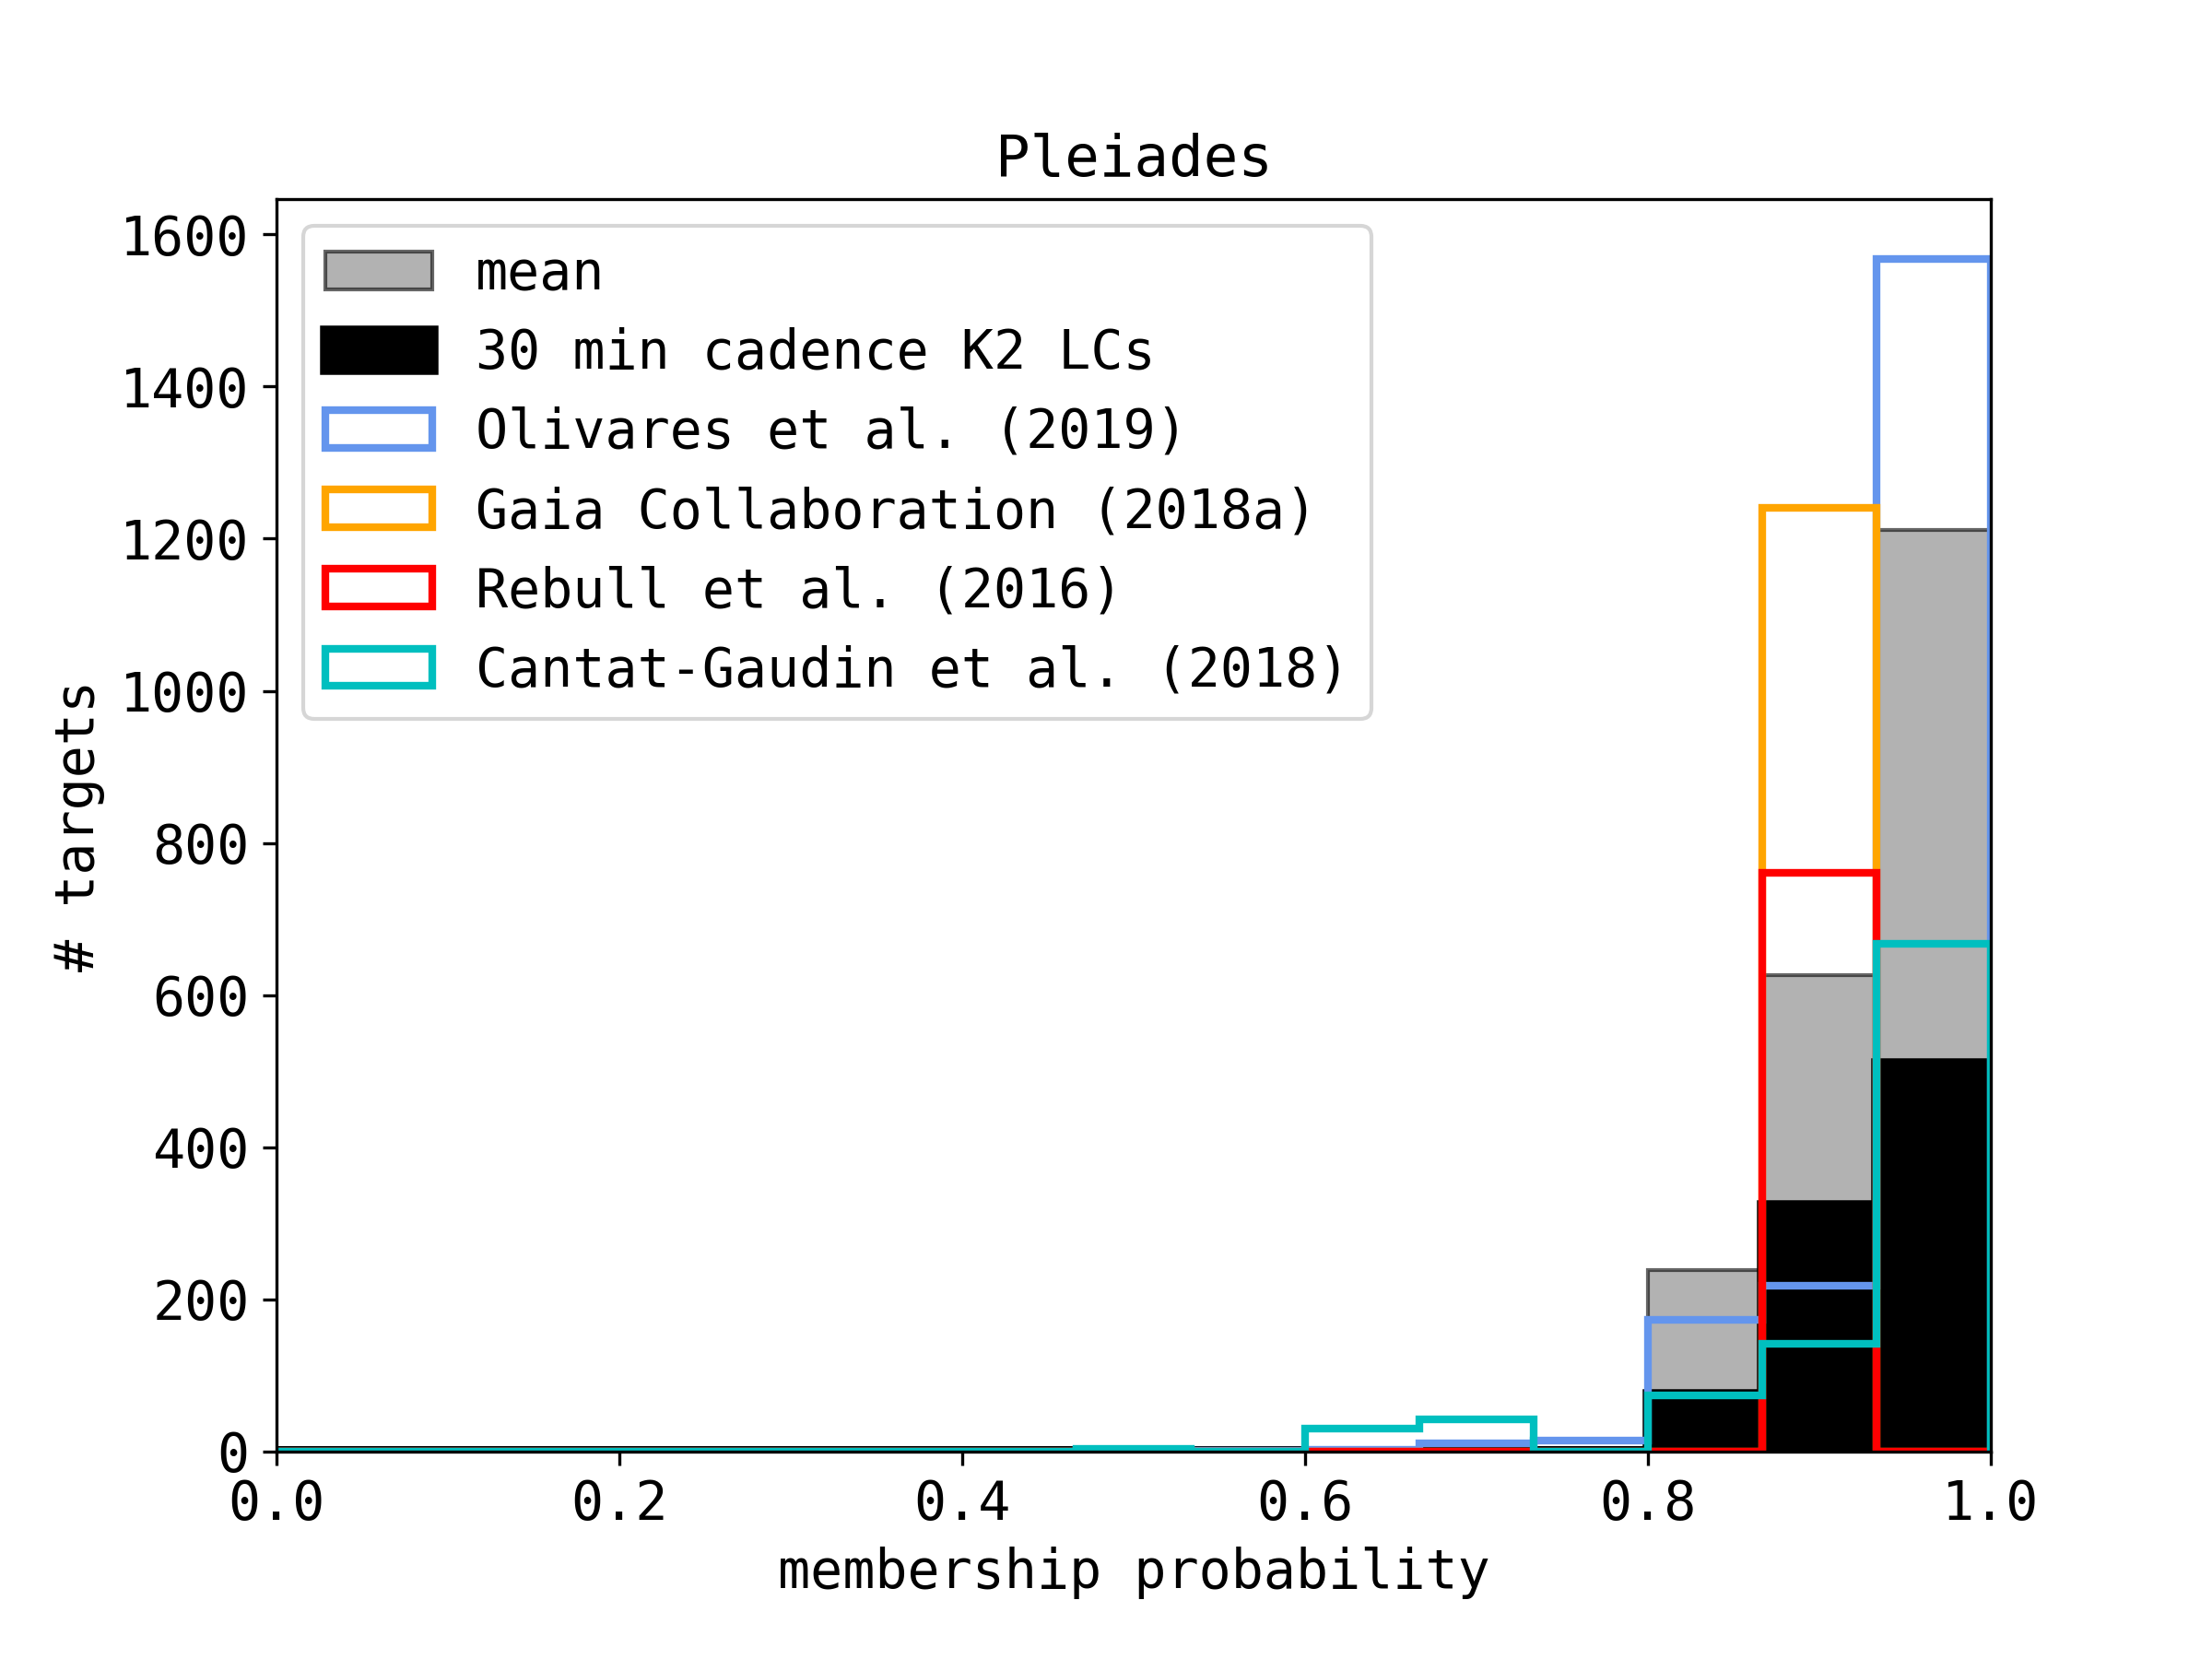 Pleiades
1600
1400
1200
1000
800
600
400
200
0
# targets
mean
30 min cadence K2 LCs
Olivares et al. (2019)
Gaia Collaboration (2018a)
Rebull et al. (2016)
Cantat-Gaudin et al. (2018)
0.0 0.2 0.4 0.6 0.8 1.0
membership probability